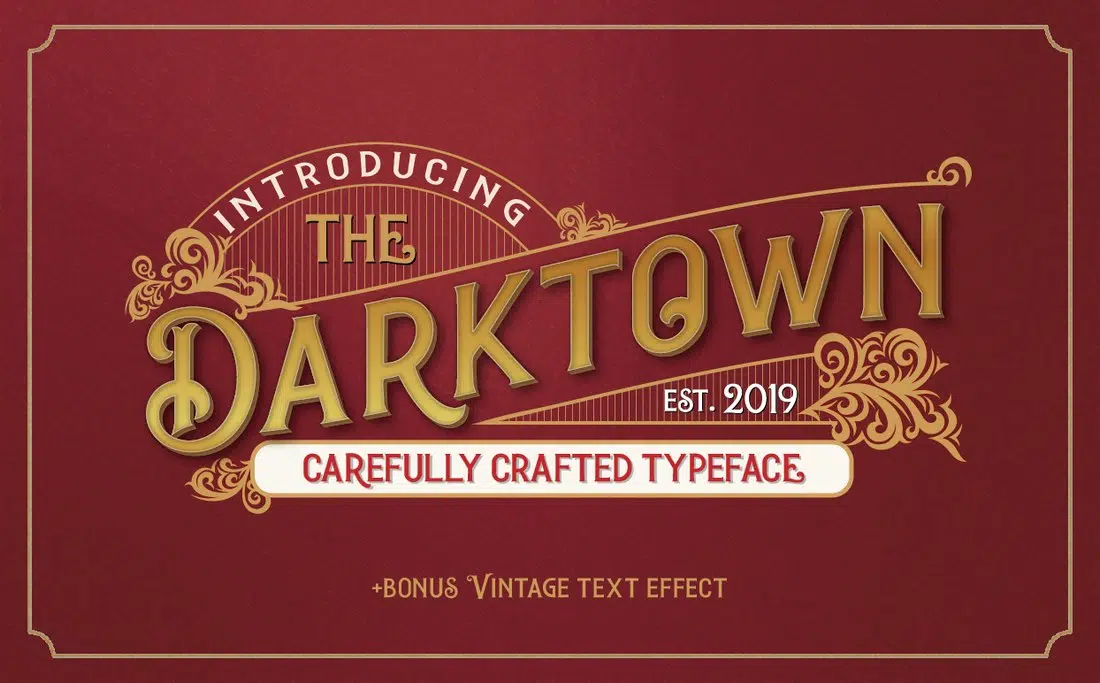 INTRODUCING
THE
DARKTOWN
EST. 2019
CAREFULLY CRAFTED TYPEFACE
+BONUS VINTAGE TEXT EFFECT